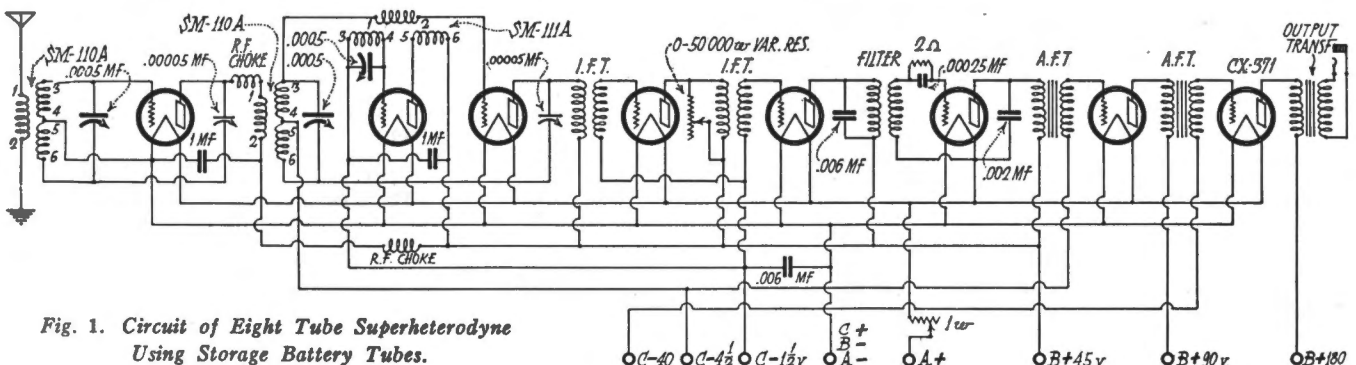 SM-110A
.0005 MF
.00005 MF
R.F.
CHOKE
SM-110A
.0005
.0005
SM-111A
.00005 MF
I.F.T.
0-50000 ω VAR. RES.
I.F.T.
FILTER
2Ω
.00025 MF
A.F.T
A.F.T.
CX-371
OUTPUT
TRANSF
1
2
3
4
5
6
1 MF
1
2
3
4
5
6
1
2
3
4
5
6
1 MF
.006 MF
.002 MF
R.F. CHOKE
.006 MF
1 ω
Fig. 1. Circuit of Eight Tube Superheterodyne
Using Storage Battery Tubes.
C-40
C-4½
C-1½v
C +
B -
A -
A +
B+45 v
B+90 v
B+180